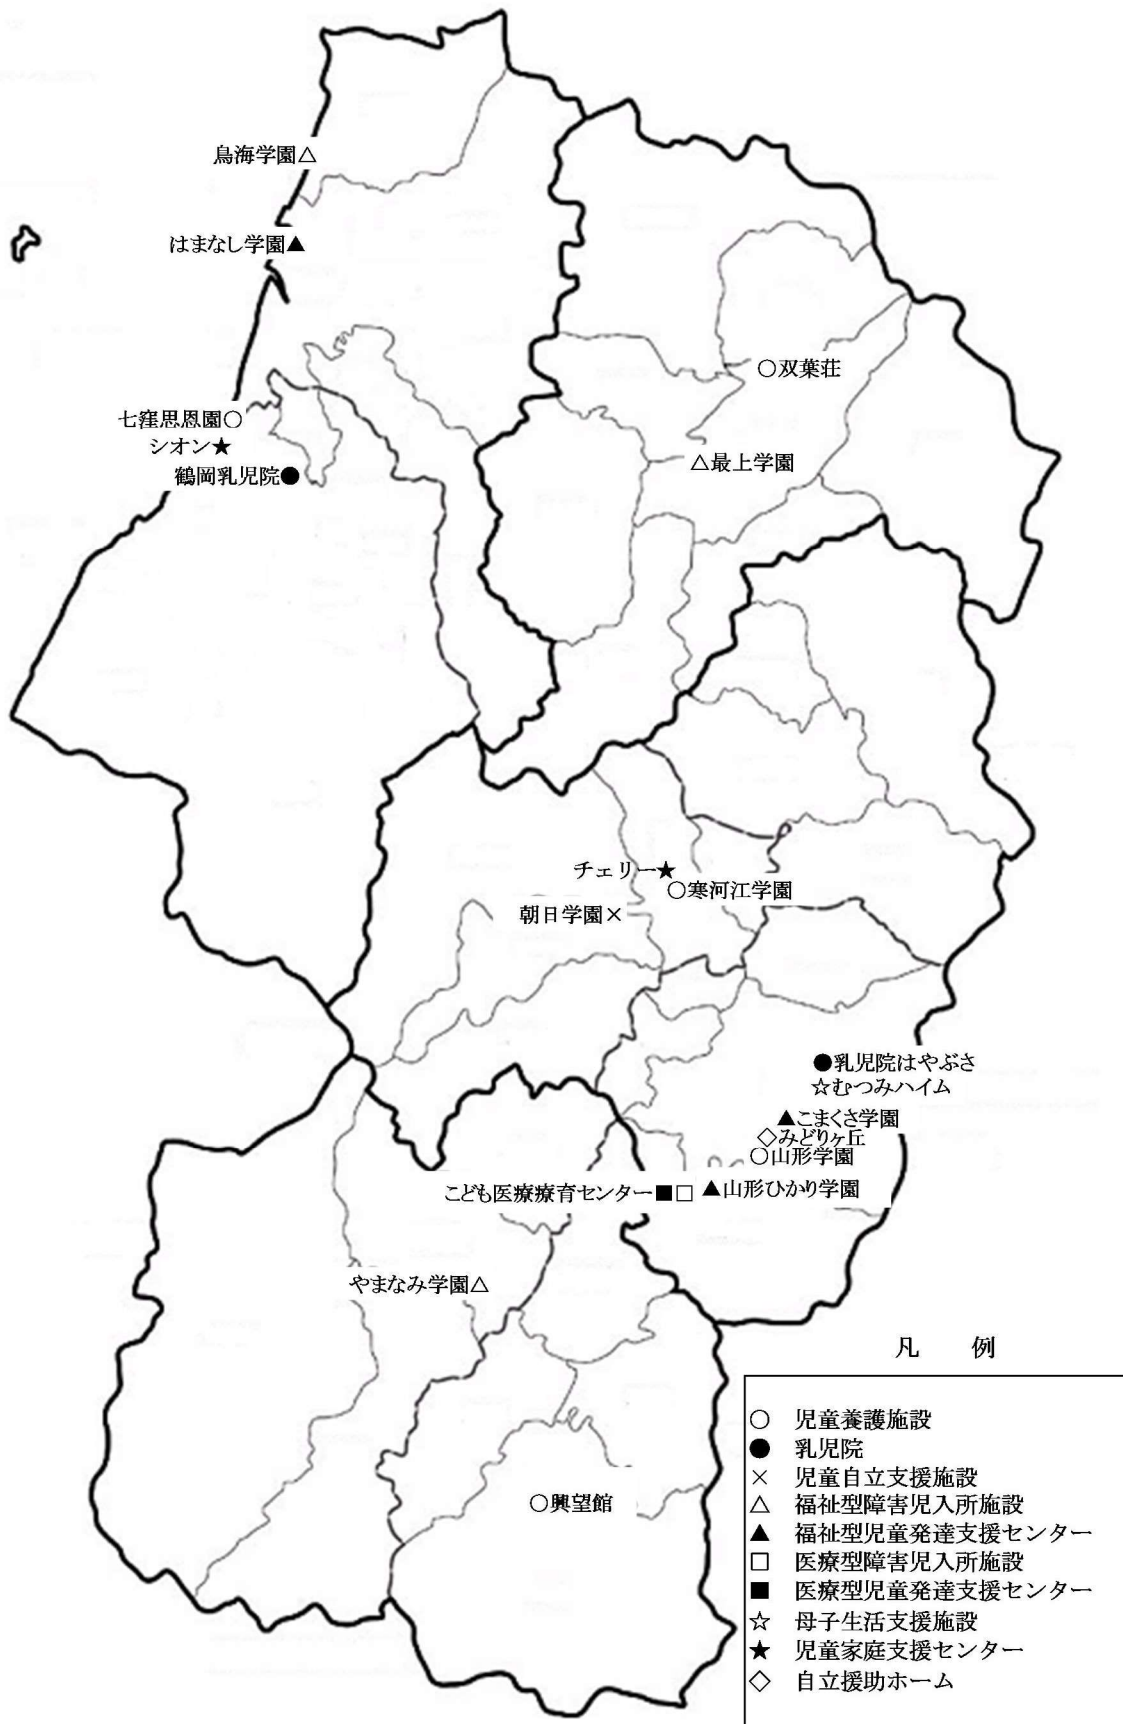 鳥海学園△
はまなし学園▲
○双葉荘
七窪思恩園○
シオン★
鶴岡乳児院●
△最上学園
チェリー★
○寒河江学園
朝日学園×
●乳児院はやぶさ
☆むつみハイム
▲こまくさ学園
◇みどりヶ丘
○山形学園
こども医療療育センター■□
▲山形ひかり学園
やまなみ学園△
○興望館
凡 例
○ 児童養護施設
● 乳児院
× 児童自立支援施設
△ 福祉型障害児入所施設
▲ 福祉型児童発達支援センター
□ 医療型障害児入所施設
■ 医療型児童発達支援センター
☆ 母子生活支援施設
★ 児童家庭支援センター
◇ 自立援助ホーム